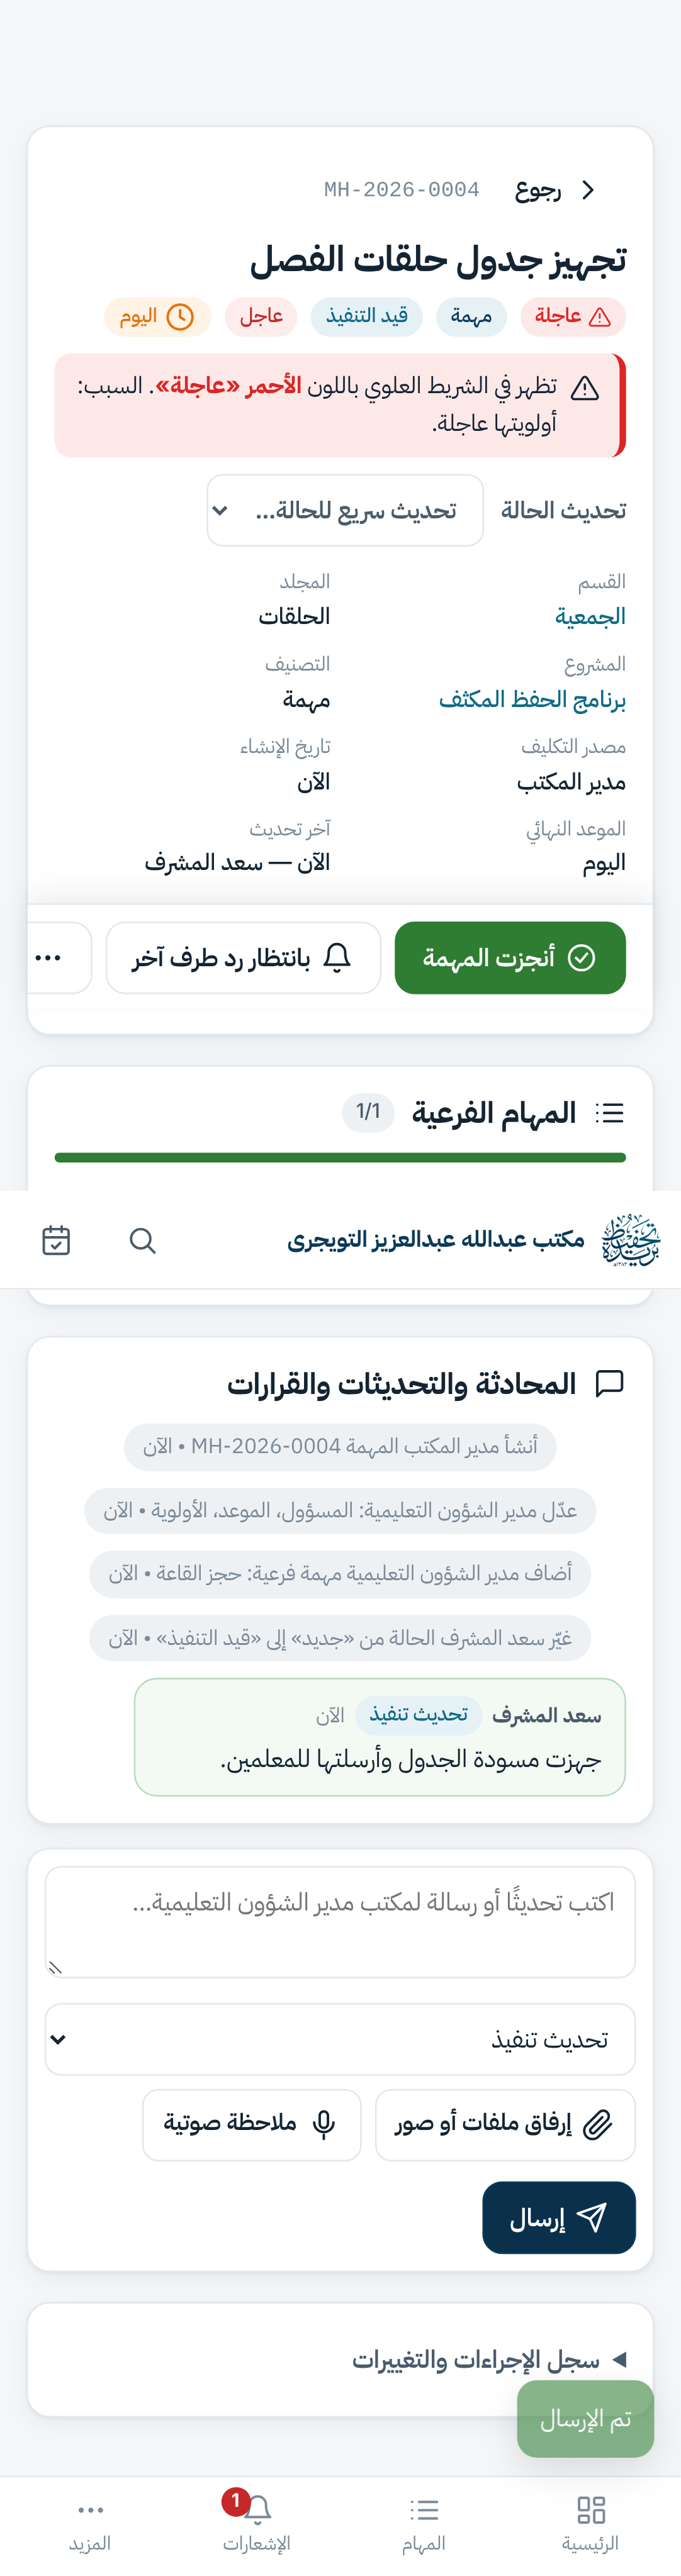 رجوع MH-2026-0004
تجهيز جدول حلقات الفصل
عاجلة مهمة قيد التنفيذ عاجل اليوم
تظهر في الشريط العلوي باللون الأحمر «عاجلة». السبب:
أولويتها عاجلة.
تحديث الحالة تحديث سريع للحالة...
القسم المجلد
الجمعية الحلقات
المشروع التصنيف
برنامج الحفظ المكثف مهمة
مصدر التكليف تاريخ الإنشاء
مدير المكتب الآن
الموعد النهائي آخر تحديث
اليوم الآن — سعد المشرف
أنجزت المهمة بانتظار رد طرف آخر ...
المهام الفرعية 1/1
مكتب عبدالله عبدالعزيز التويجري
المحادثة والتحديثات والقرارات
أنشأ مدير المكتب المهمة MH-2026-0004 • الآن
عدّل مدير الشؤون التعليمية: المسؤول، الموعد، الأولوية • الآن
أضاف مدير الشؤون التعليمية مهمة فرعية: حجز القاعة • الآن
غيّر سعد المشرف الحالة من «جديد» إلى «قيد التنفيذ» • الآن
سعد المشرف تحديث تنفيذ الآن
جهزت مسودة الجدول وأرسلتها للمعلمين.
اكتب تحديثًا أو رسالة لمكتب مدير الشؤون التعليمية...
تحديث تنفيذ
إرفاق ملفات أو صور ملاحظة صوتية
إرسال
سجل الإجراءات والتغييرات
تم الإرسال
الرئيسية المهام الإشعارات 1 المزيد